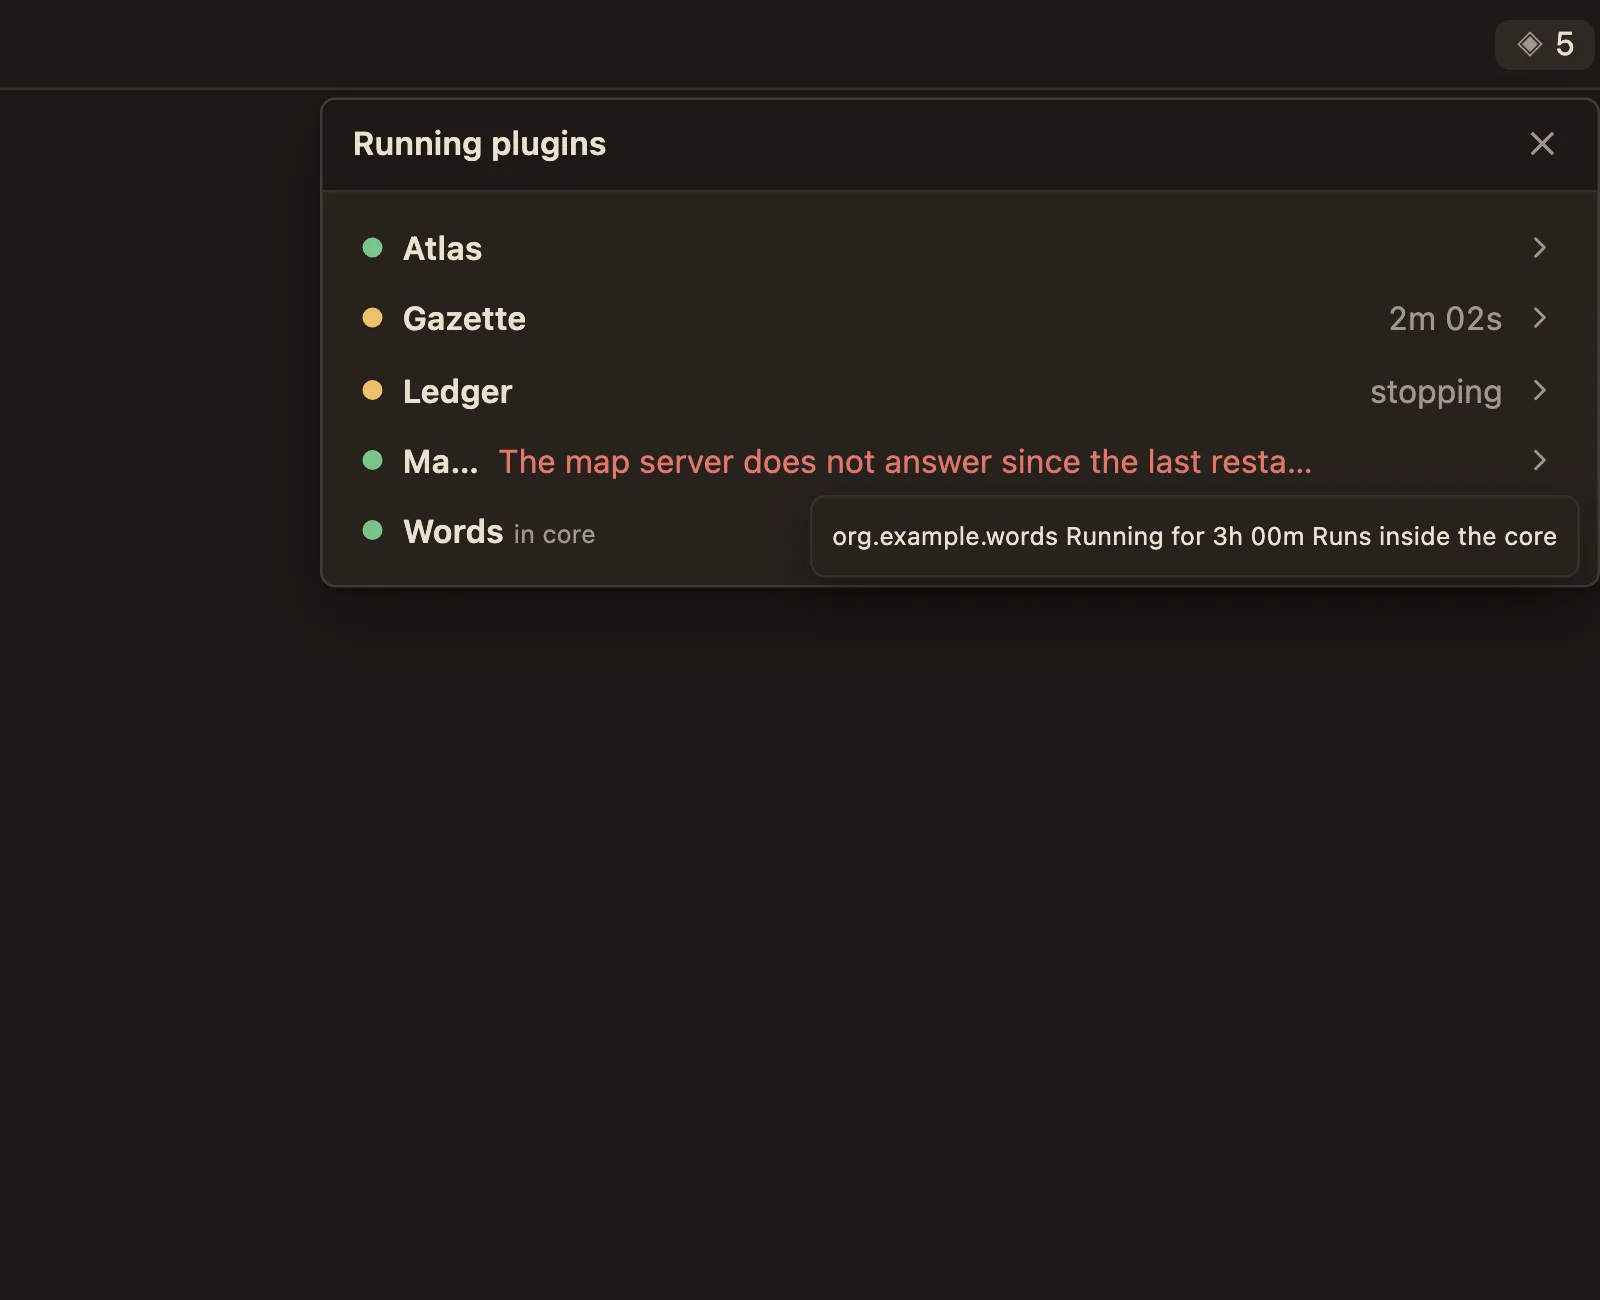 5
Running plugins
Atlas
Gazette 2m 02s
Ledger stopping
Ma... The map server does not answer since the last resta...
Words in core
org.example.words Running for 3h 00m Runs inside the core